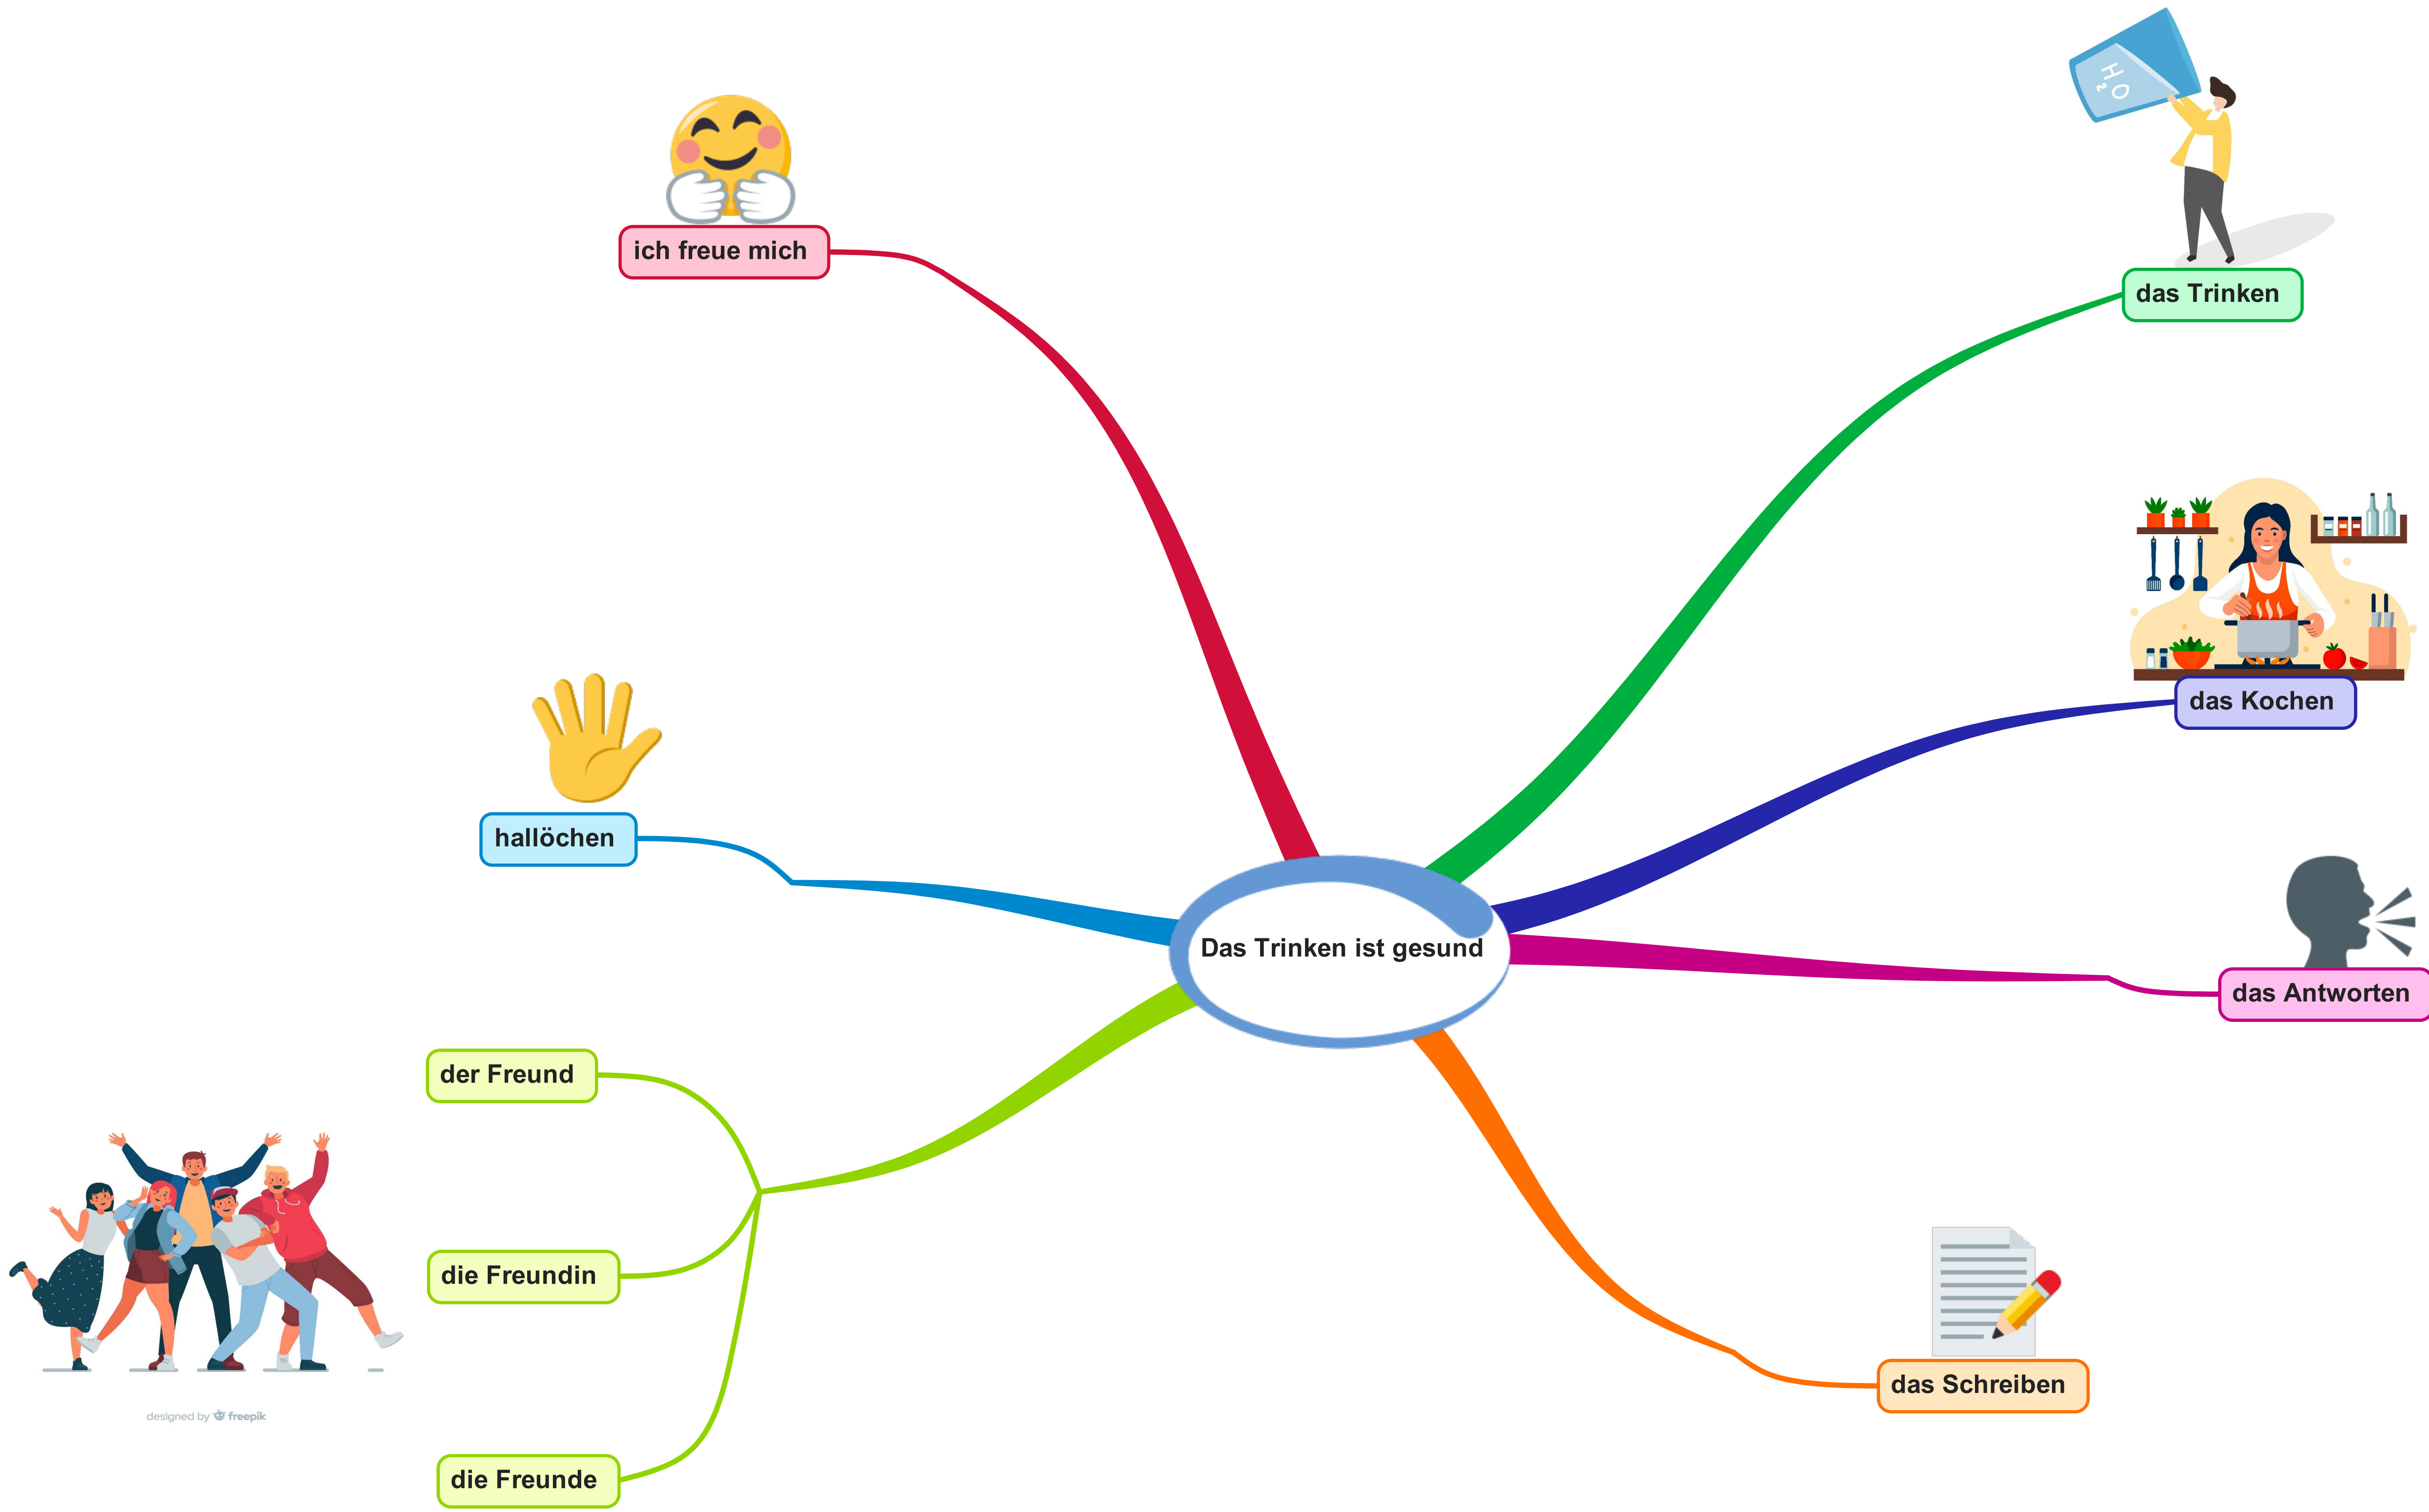 H2O
ich freue mich
das Trinken
das Kochen
hallöchen
Das Trinken ist gesund
das Antworten
der Freund
die Freundin
das Schreiben
designed by freepik
die Freunde